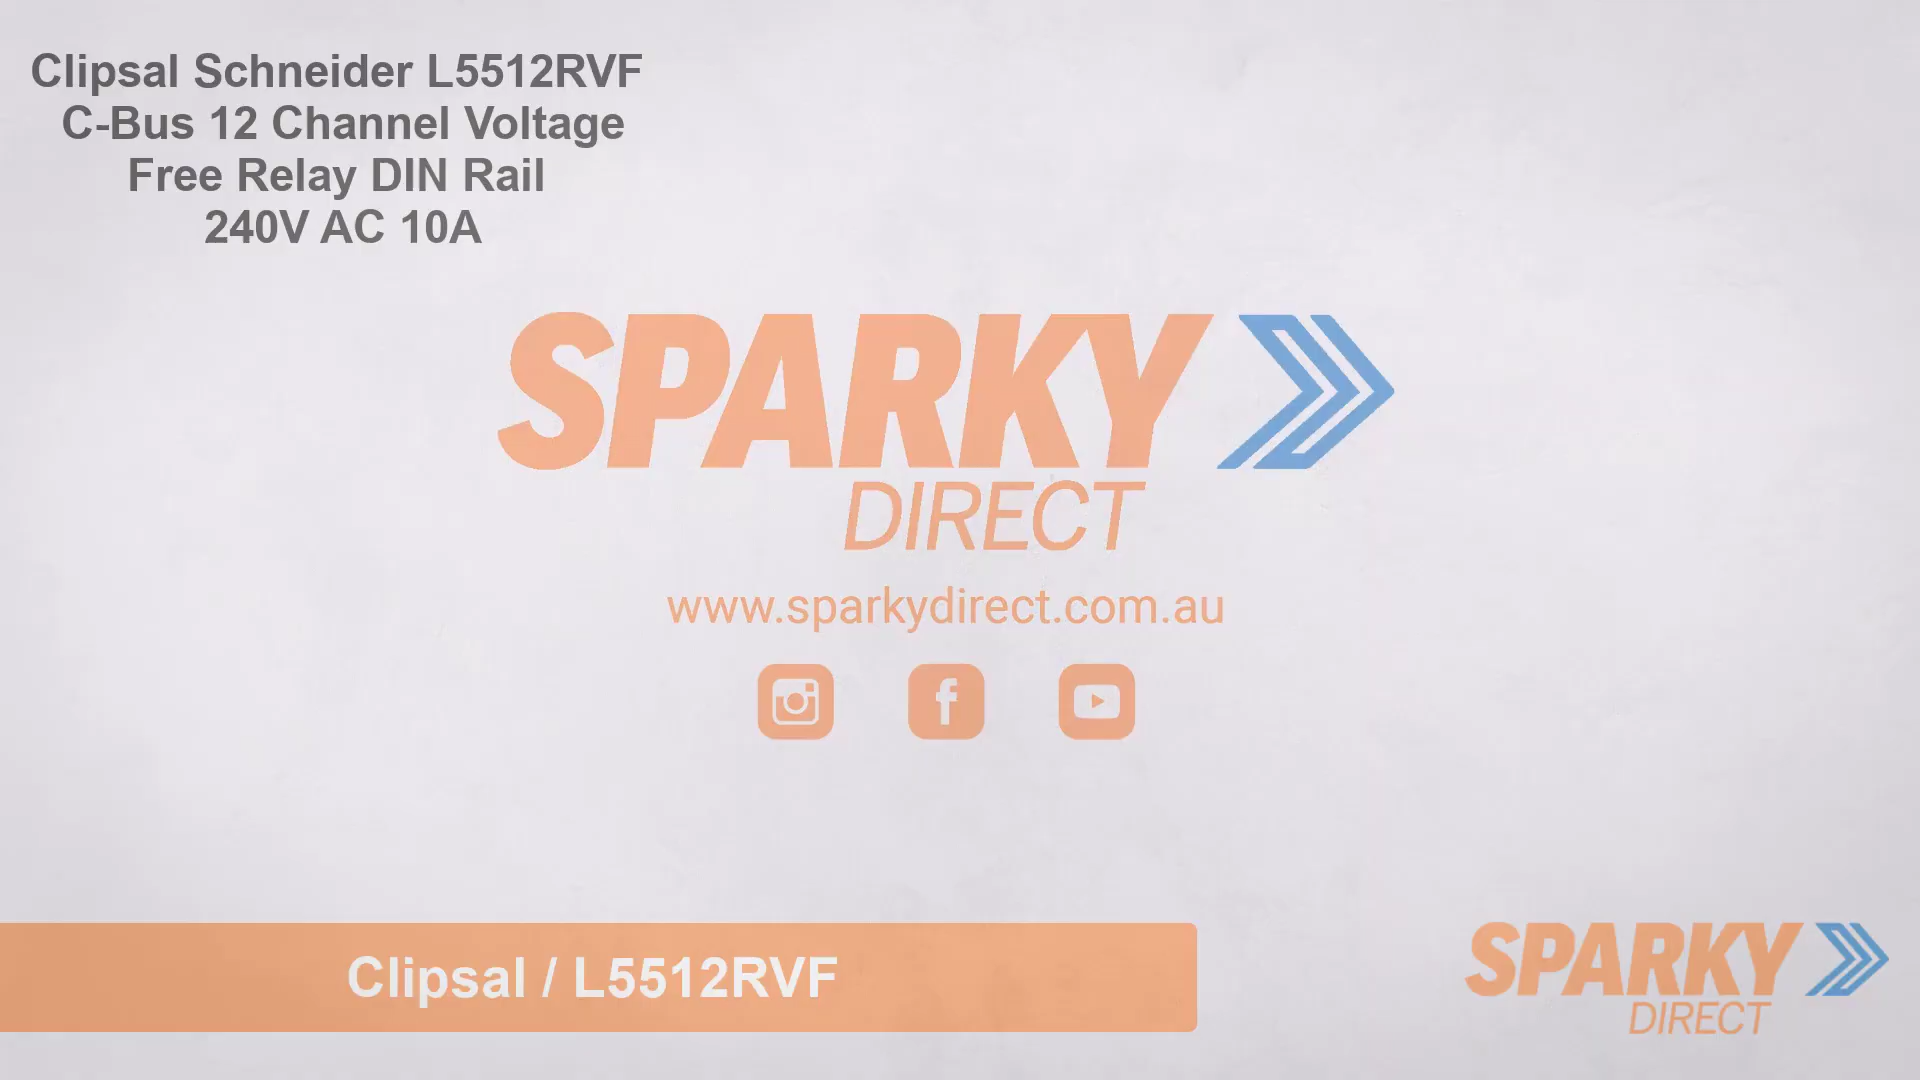 Clipsal Schneider L5512RVF
C-Bus 12 Channel Voltage
Free Relay DIN Rail
240V AC 10A
SPARKY
DIRECT
www.sparkydirect.com.au
Clipsal / L5512RVF
SPARKY
DIRECT